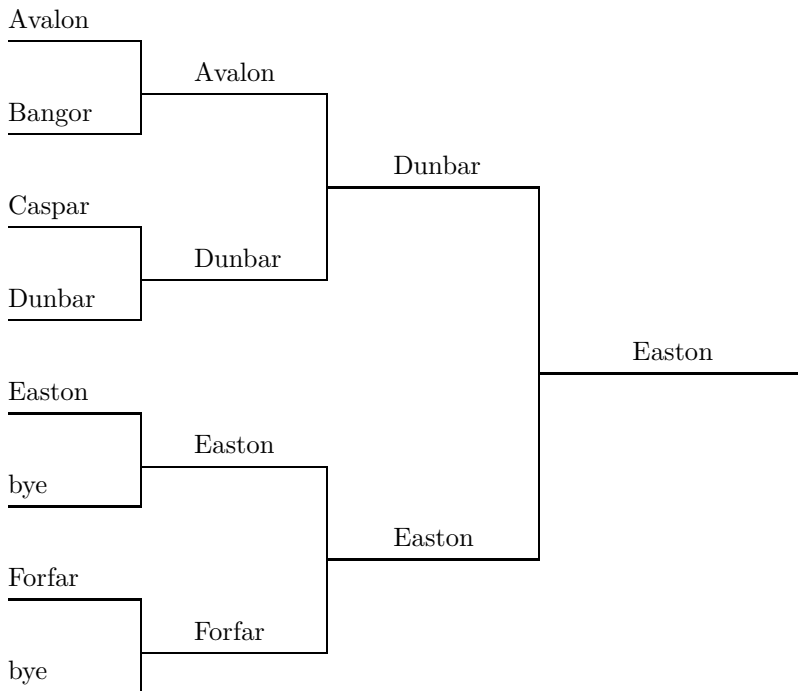 Avalon
Avalon
Bangor
Dunbar
Caspar
Dunbar
Dunbar
Easton
Easton
Easton
bye
Easton
Forfar
Forfar
bye